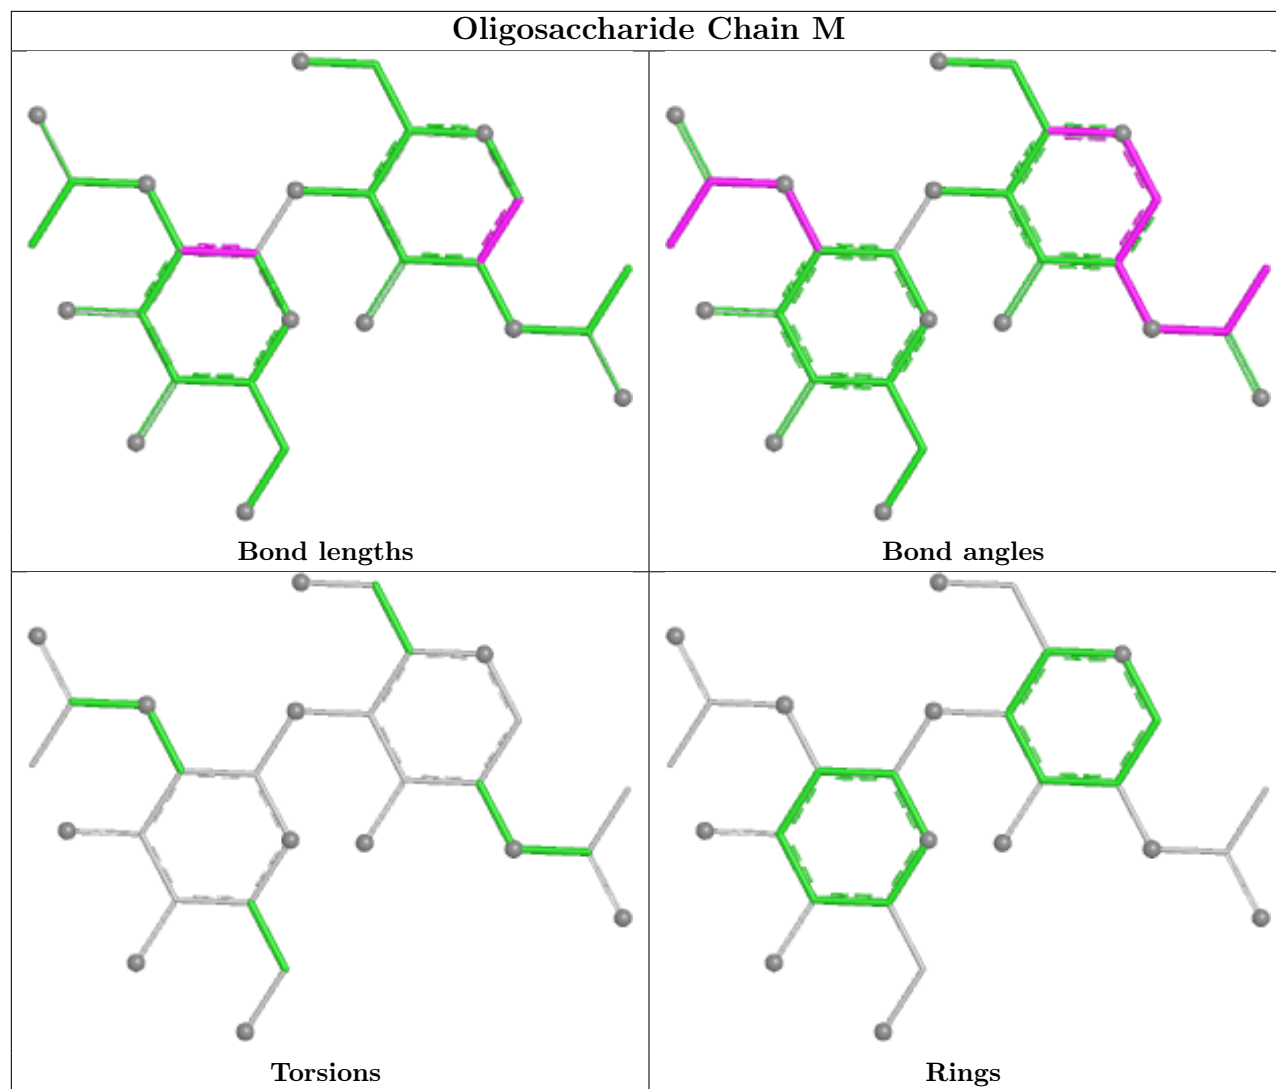 Oligosaccharide Chain M
Bond lengths
Bond angles
Torsions
Rings